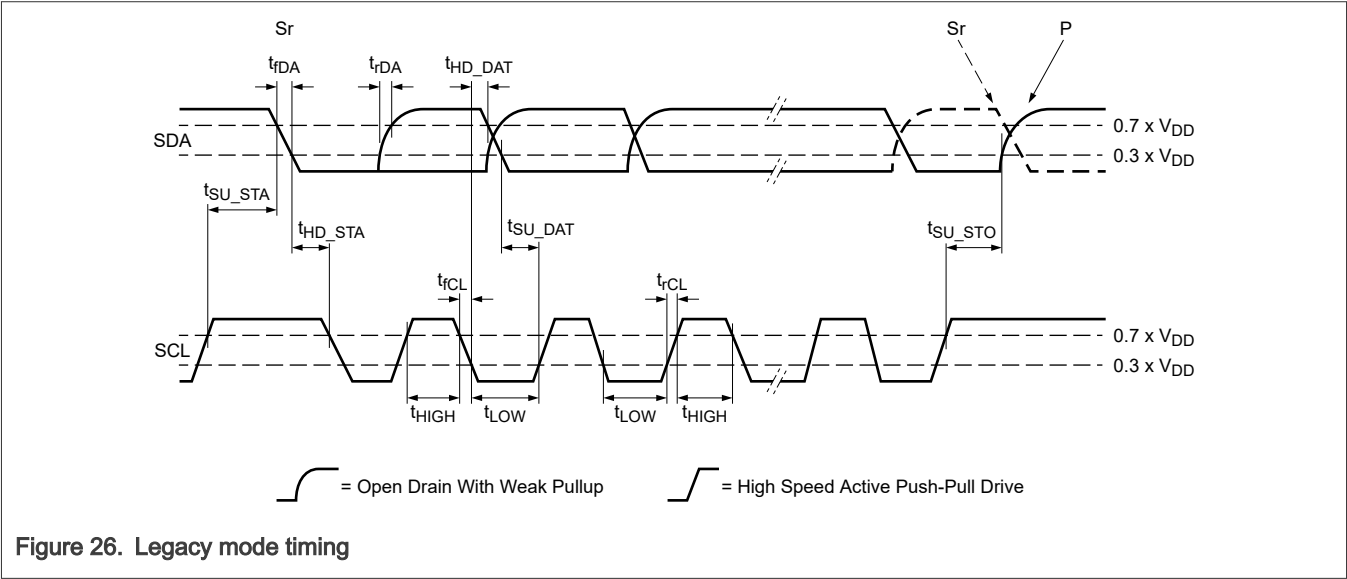 Sr
Sr
P
tfDA
trDA
tHD_DAT
SDA
0.7 x VDD
0.3 x VDD
tSU_STA
tHD_STA
tSU_DAT
tSU_STO
tfCL
trCL
SCL
0.7 x VDD
0.3 x VDD
tHIGH
tLOW
tLOW
tHIGH
= Open Drain With Weak Pullup
= High Speed Active Push-Pull Drive
Figure 26. Legacy mode timing